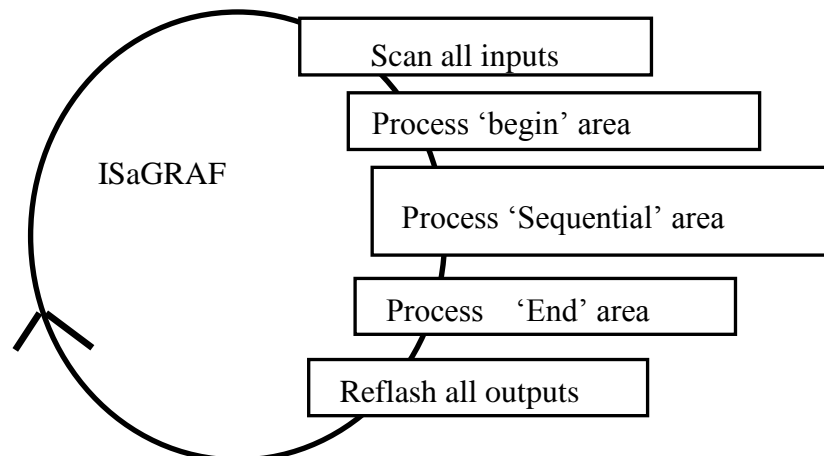 Scan all inputs
Process ‘begin’ area
ISaGRAF
Process ‘Sequential’ area
Process ‘End’ area
Reflash all outputs